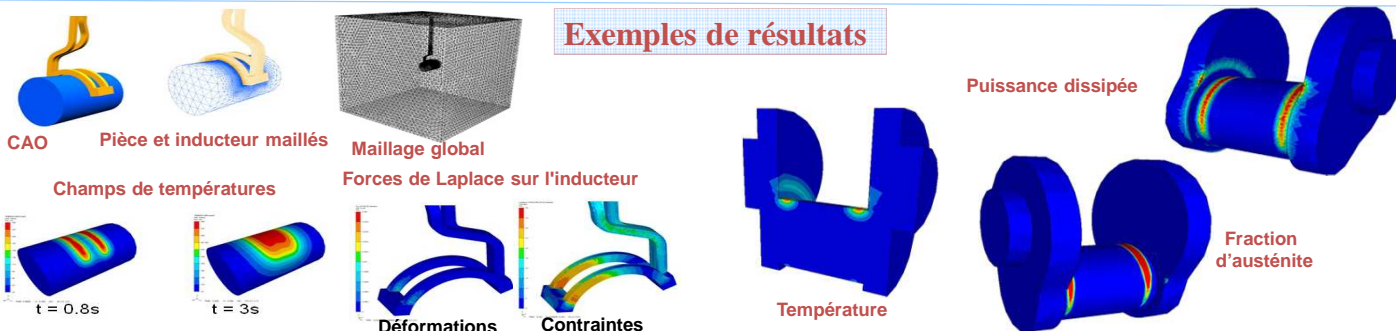 Exemples de résultats
CAO
Pièce et inducteur maillés
Maillage global
Champs de températures
t = 0.8s
t = 3s
Forces de Laplace sur l'inducteur
Déformations
Contraintes
Température
Puissance dissipée
Fraction
d'austénite